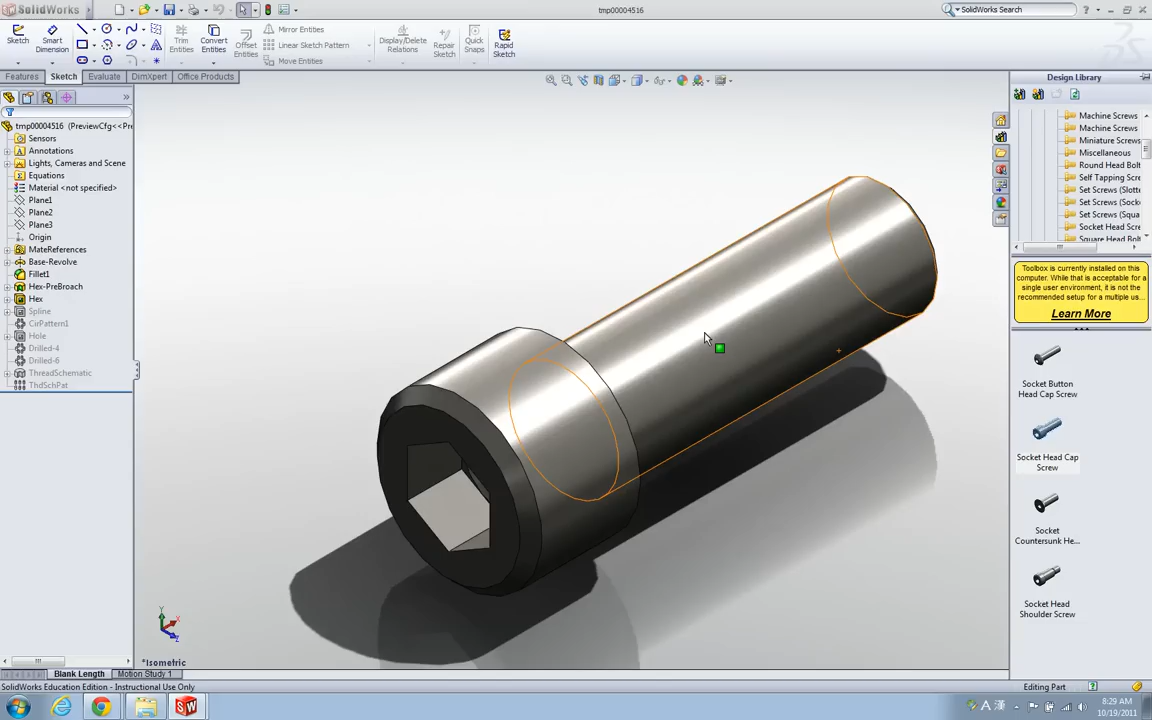 SolidWorks
tmp00004516
SolidWorks Search
Sketch
Smart Dimension
Trim Entities
Convert Entities
Offset Entities
Mirror Entities
Linear Sketch Pattern
Move Entities
Display/Delete Relations
Repair Sketch
Quick Snaps
Rapid Sketch
Features
Sketch
Evaluate
DimXpert
Office Products
tmp00004516 (PreviewCfg<<Pre
Sensors
Annotations
Lights, Cameras and Scene
Equations
Material <not specified>
Plane1
Plane2
Plane3
Origin
MateReferences
Base-Revolve
Fillet1
Hex-PreBroach
Hex
Spline
CirPattern1
Hole
Drilled-4
Drilled-6
ThreadSchematic
ThdSchPat
Y
X
Z
*Isometric
Design Library
Machine Screws
Machine Screws
Miniature Screws
Miscellaneous
Round Head Bolt
Self Tapping Scre
Set Screws (Slotte
Set Screws (Socke
Set Screws (Squa
Socket Head Scre
Square Head Bolt
Toolbox is currently installed on this
computer. While that is acceptable for a
single user environment, it is not the
recommended setup for a multiple us...
Learn More
Socket Button
Head Cap Screw
Socket Head Cap
Screw
Socket
Countersunk He...
Socket Head
Shoulder Screw
Blank Length
Motion Study 1
SolidWorks Education Edition - Instructional Use Only
Editing Part
A 漢
8:29 AM
10/19/2011